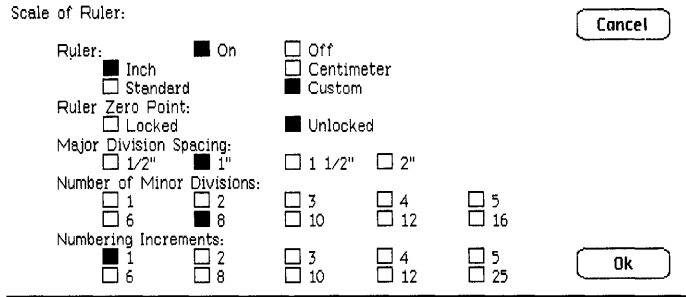 Scale of Ruler:
Cancel
Ruler: On Off
Inch Centimeter
Standard Custom
Ruler Zero Point:
Locked Unlocked
Major Division Spacing:
1/2" 1" 1 1/2" 2"
Number of Minor Divisions:
1 2 3 4 5
6 8 10 12 16
Numbering Increments:
1 2 3 4 5
6 8 10 12 25
Ok